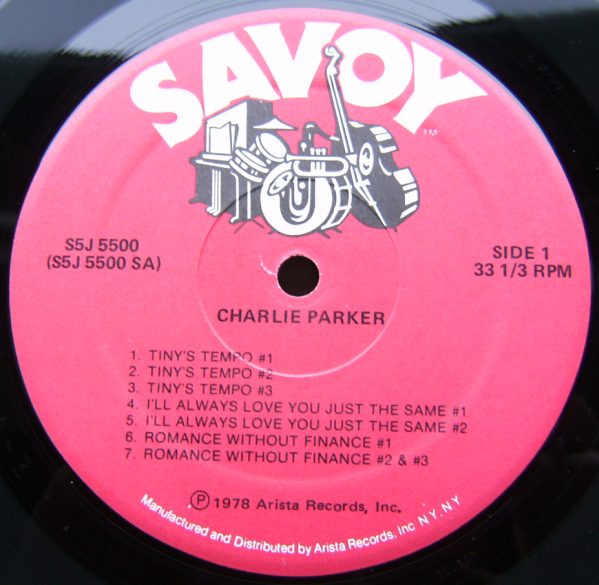 SAVOY
TM
S5J 5500
(S5J 5500 SA)
SIDE 1
33 1/3 RPM
CHARLIE PARKER
1. TINY'S TEMPO #1
2. TINY'S TEMPO #2
3. TINY'S TEMPO #3
4. I'LL ALWAYS LOVE YOU JUST THE SAME #1
5. I'LL ALWAYS LOVE YOU JUST THE SAME #2
6. ROMANCE WITHOUT FINANCE #1
7. ROMANCE WITHOUT FINANCE #2 & #3
Ⓟ 1978 Arista Records, Inc.
Manufactured and Distributed by Arista Records, Inc N.Y. N.Y.